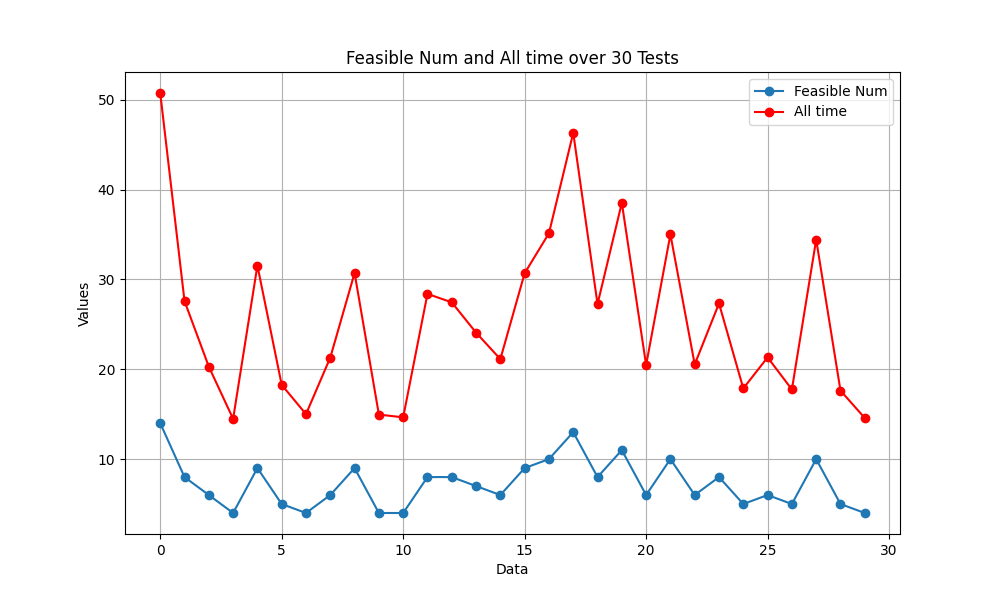 Feasible Num and All time over 30 Tests
Feasible Num
All time
50
40
30
20
10
Values
0 5 10 15 20 25 30
Data